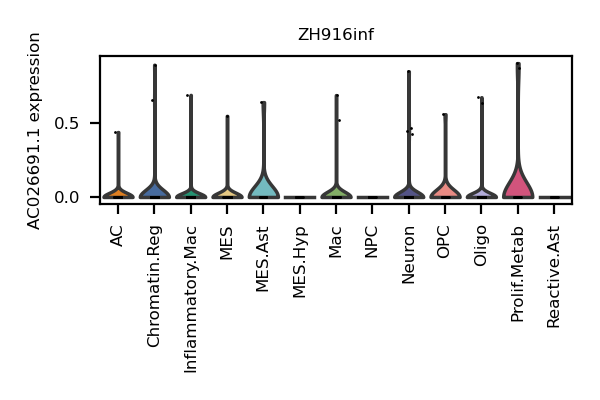 ZH916inf
AC026691.1 expression
0.5
0.0
AC
Chromatin.Reg
Inflammatory.Mac
MES
MES.Ast
MES.Hyp
Mac
NPC
Neuron
OPC
Oligo
Prolif.Metab
Reactive.Ast